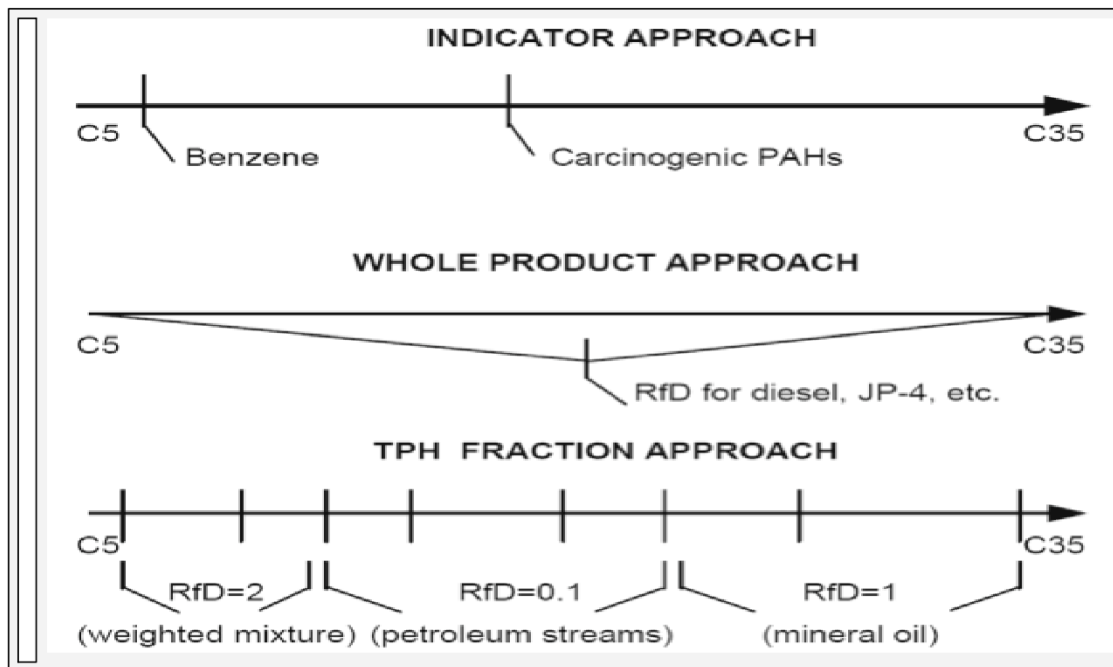 INDICATOR APPROACH
C5
C35
Benzene
Carcinogenic PAHs
WHOLE PRODUCT APPROACH
C5
C35
RfD for diesel, JP-4, etc.
TPH FRACTION APPROACH
C5
C35
RfD=2
RfD=0.1
RfD=1
(weighted mixture)
(petroleum streams)
(mineral oil)